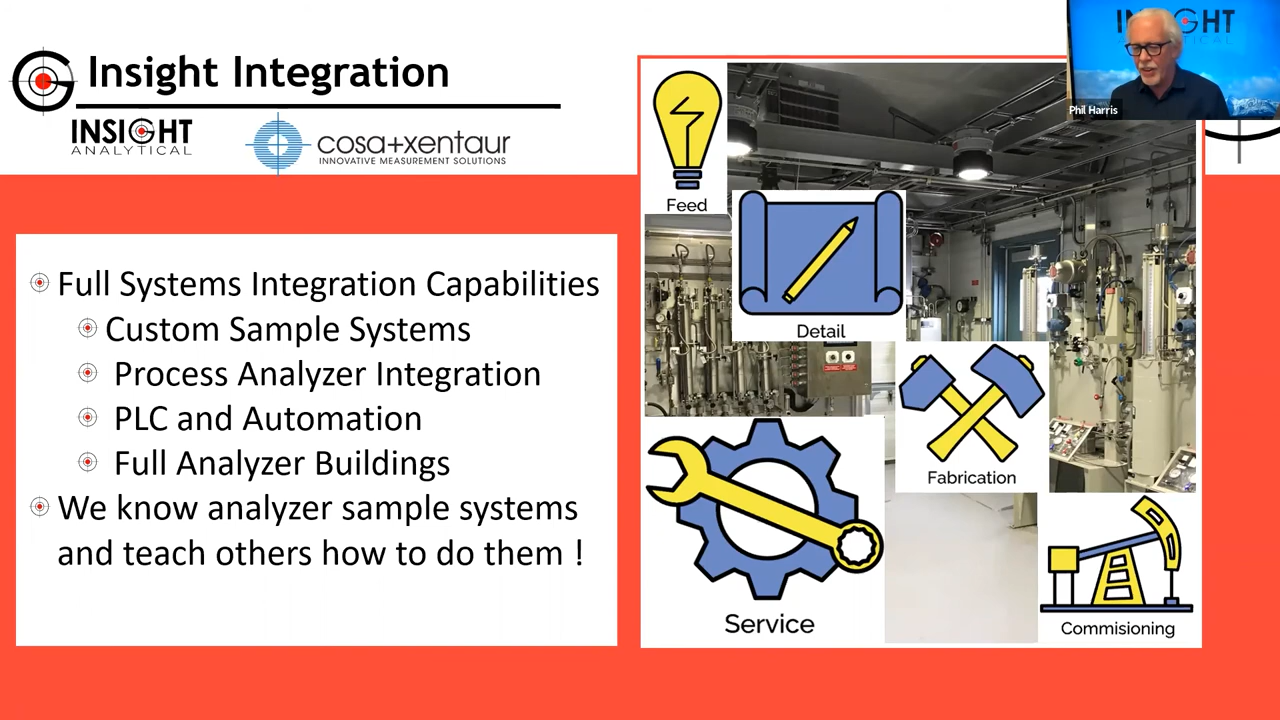 Insight Integration
INSIGHT
ANALYTICAL
cosa+xentaur
INNOVATIVE MEASUREMENT SOLUTIONS
Full Systems Integration Capabilities
Custom Sample Systems
Process Analyzer Integration
PLC and Automation
Full Analyzer Buildings
We know analyzer sample systems
and teach others how to do them !
Feed
Detail
Fabrication
Service
Commisioning
INSIGHT
ANALYTICAL
Phil Harris